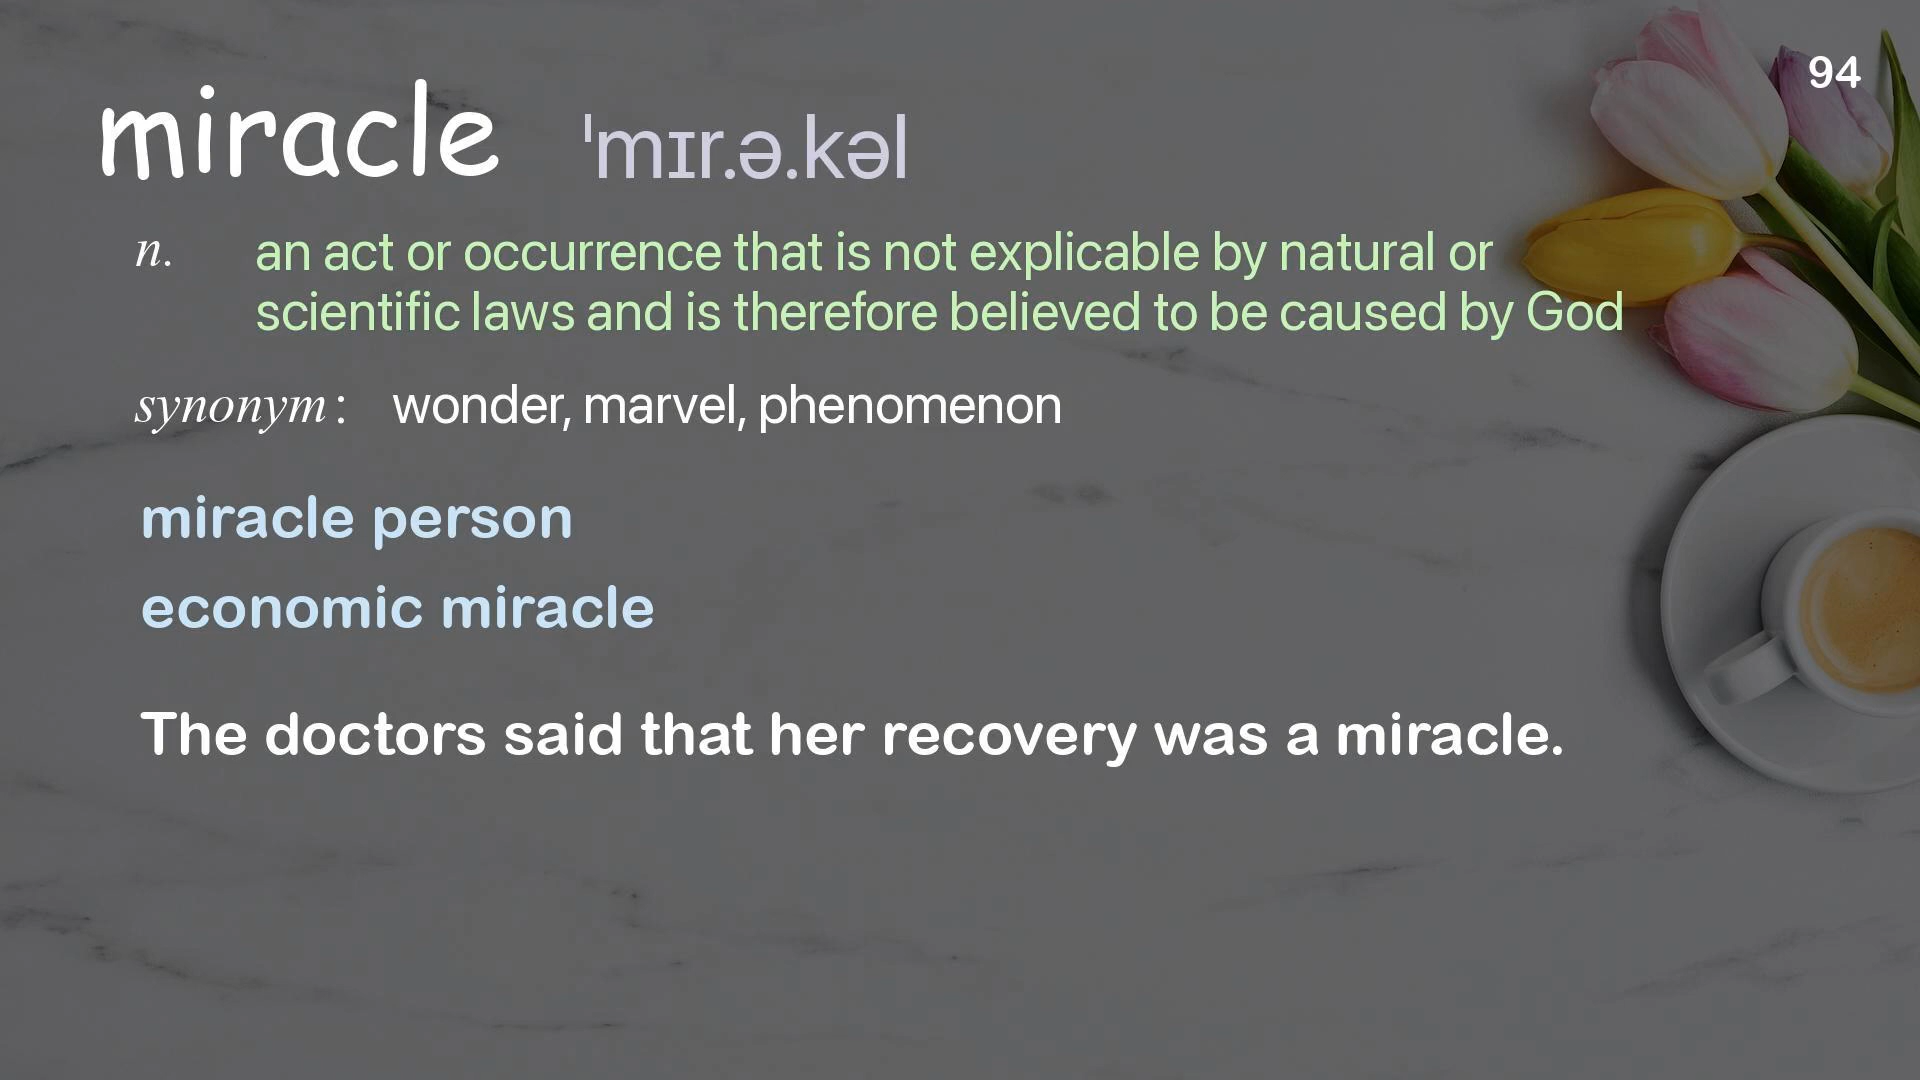 94
miracle ˈmɪr.ə.kəl
n. an act or occurrence that is not explicable by natural or
scientific laws and is therefore believed to be caused by God
synonym: wonder, marvel, phenomenon
miracle person
economic miracle
The doctors said that her recovery was a miracle.